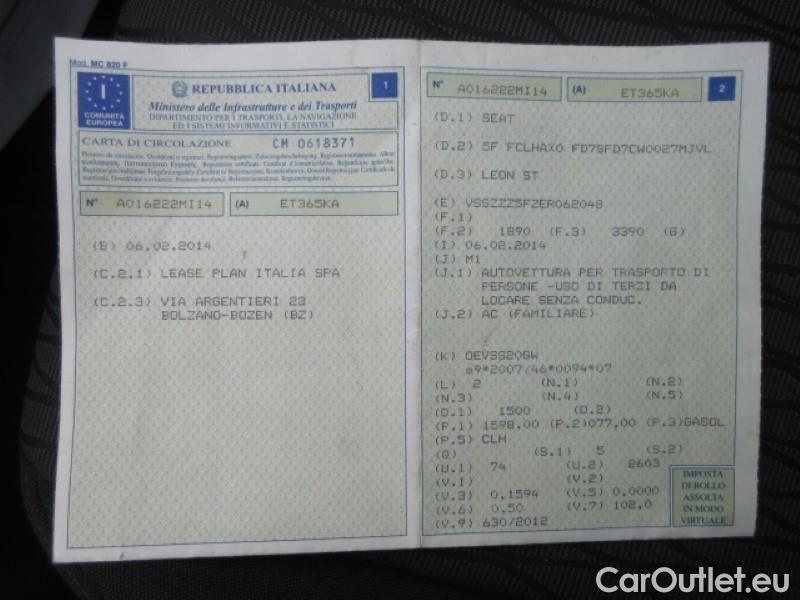 Mod. MC 820 F
I
COMUNITÀ
EUROPEA
REPUBBLICA ITALIANA
1
Ministero delle Infrastrutture e dei Trasporti
DIPARTIMENTO PER I TRASPORTI, LA NAVIGAZIONE
ED I SISTEMI INFORMATIVI E STATISTICI
CARTA DI CIRCOLAZIONE CM 0618371
N° A016222MI14 (A) ET365KA
(B) 06.02.2014
(C.2.1) LEASE PLAN ITALIA SPA
(C.2.3) VIA ARGENTIERI 23
BOLZANO-BOZEN (BZ)
N° A016222MI14 (A) ET365KA 2
(D.1) SEAT
(D.2) 5F FCLHAX0 FD7SFD7CW0027MJVL
(D.3) LEON ST
(E) VSSZZZ5FZER062048
(F.1)
(F.2) 1890 (F.3) 3390 (G)
(I) 06.02.2014
(J) M1
(J.1) AUTOVETTURA PER TRASPORTO DI
PERSONE -USO DI TERZI DA
LOCARE SENZA CONDUC.
(J.2) AC (FAMILIARE)
(K) OEVSS20GW
e9*2007/46*0094*07
(L) 2 (N.1) (N.2)
(N.3) (N.4) (N.5)
(O.1) 1500 (O.2)
(P.1) 1598,00 (P.2)077,00 (P.3)GASOL
(P.5) CLH
(Q) (S.1) 5 (S.2)
(U.1) 74 (U.2) 2603
(V.1) (V.2)
(V.3) 0,1594 (V.5) 0,0000
(V.6) 0,50 (V.7) 102,0
(V.9) 630/2012
IMPOSTA
DI BOLLO
ASSOLTA
IN MODO
VIRTUALE
CarOutlet.eu